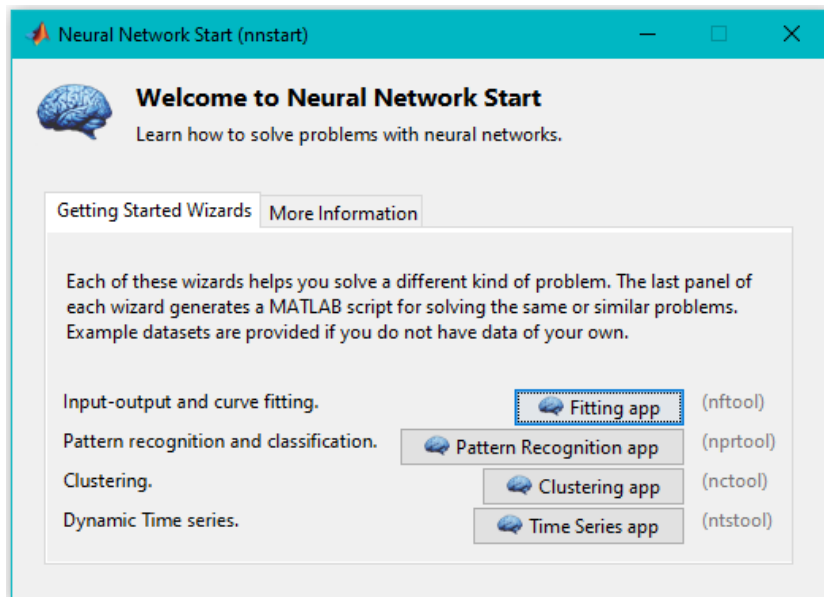 Neural Network Start (nnstart)
Welcome to Neural Network Start
Learn how to solve problems with neural networks.
Getting Started Wizards More Information
Each of these wizards helps you solve a different kind of problem. The last panel of
each wizard generates a MATLAB script for solving the same or similar problems.
Example datasets are provided if you do not have data of your own.
Input-output and curve fitting. Fitting app (nftool)
Pattern recognition and classification. Pattern Recognition app (nprtool)
Clustering. Clustering app (nctool)
Dynamic Time series. Time Series app (ntstool)